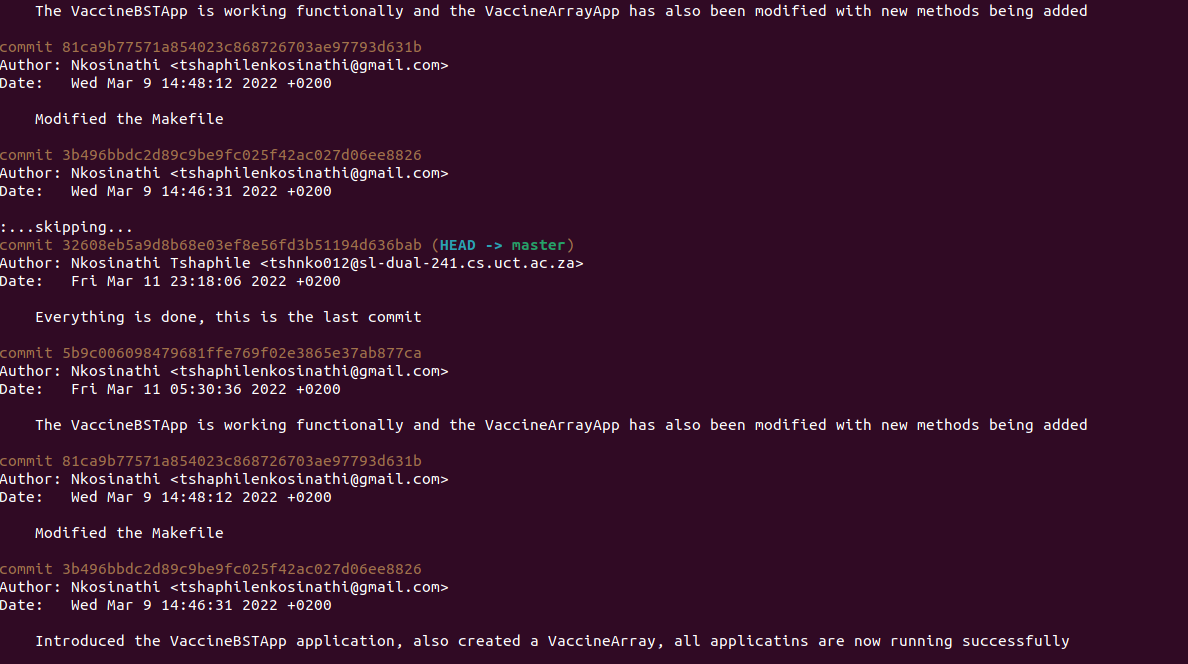 The VaccineBSTApp is working functionally and the VaccineArrayApp has also been modified with new methods being added
commit 81ca9b77571a854023c868726703ae97793d631b
Author: Nkosinathi <tshaphilenkosinathi@gmail.com>
Date:   Wed Mar 9 14:48:12 2022 +0200
Modified the Makefile
commit 3b496bbdc2d89c9be9fc025f42ac027d06ee8826
Author: Nkosinathi <tshaphilenkosinathi@gmail.com>
Date:   Wed Mar 9 14:46:31 2022 +0200
:...skipping...
commit 32608eb5a9d8b68e03ef8e56fd3b51194d636bab (HEAD -> master)
Author: Nkosinathi Tshaphile <tshnko012@sl-dual-241.cs.uct.ac.za>
Date:   Fri Mar 11 23:18:06 2022 +0200
Everything is done, this is the last commit
commit 5b9c006098479681ffe769f02e3865e37ab877ca
Author: Nkosinathi <tshaphilenkosinathi@gmail.com>
Date:   Fri Mar 11 05:30:36 2022 +0200
The VaccineBSTApp is working functionally and the VaccineArrayApp has also been modified with new methods being added
commit 81ca9b77571a854023c868726703ae97793d631b
Author: Nkosinathi <tshaphilenkosinathi@gmail.com>
Date:   Wed Mar 9 14:48:12 2022 +0200
Modified the Makefile
commit 3b496bbdc2d89c9be9fc025f42ac027d06ee8826
Author: Nkosinathi <tshaphilenkosinathi@gmail.com>
Date:   Wed Mar 9 14:46:31 2022 +0200
Introduced the VaccineBSTApp application, also created a VaccineArray, all applicatins are now running successfully